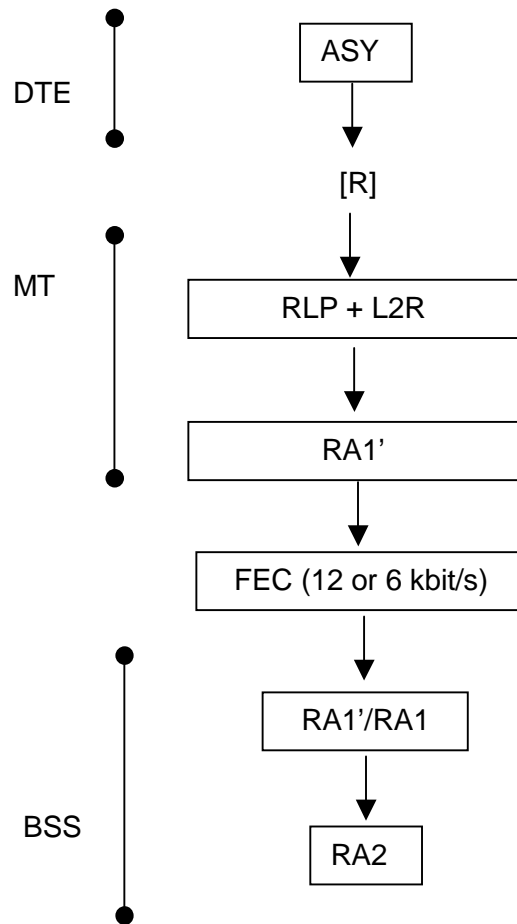 ASY
DTE
[R]
MT
RLP + L2R
RA1’
FEC (12 or 6 kbit/s)
RA1’/RA1
BSS
RA2